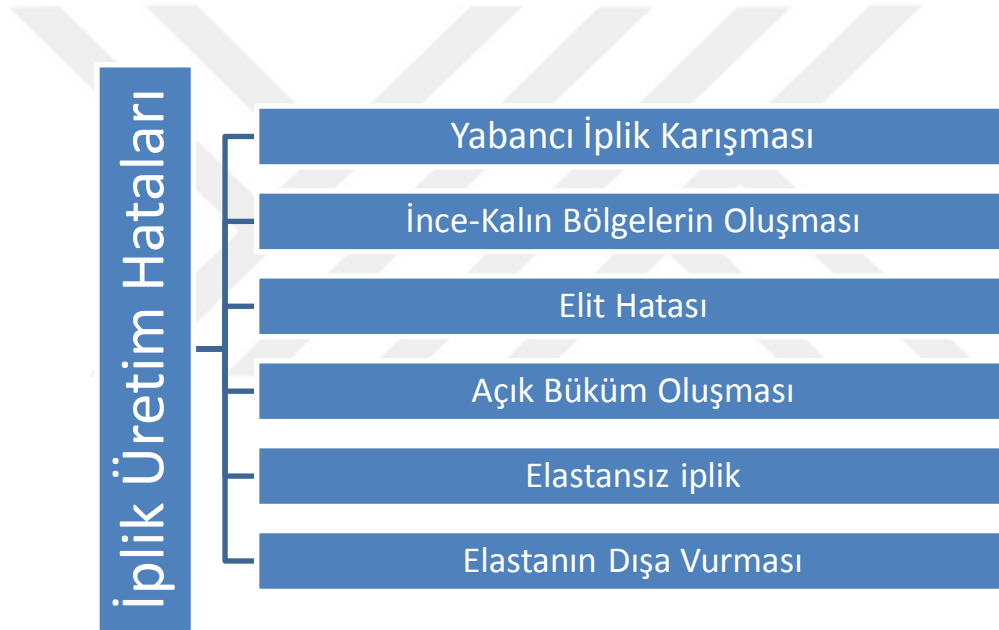 İplik Üretim Hataları
Yabancı İplik Karışması
İnce-Kalın Bölgelerin Oluşması
Elit Hatası
Açık Büküm Oluşması
Elastansız iplik
Elastanın Dışa Vurması